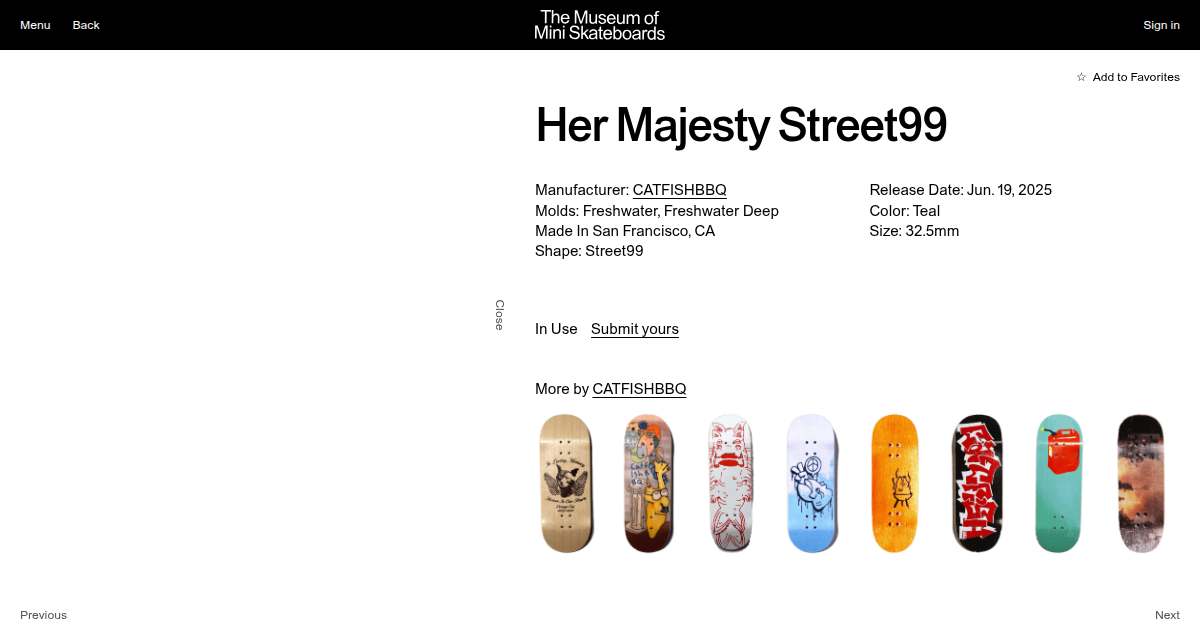 Menu
Back
The Museum of
Mini Skateboards
Sign in
☆ Add to Favorites
Her Majesty Street99
Manufacturer: CATFISHBBQ
Molds: Freshwater, Freshwater Deep
Made In San Francisco, CA
Shape: Street99
Release Date: Jun. 19, 2025
Color: Teal
Size: 32.5mm
Close
In Use
Submit yours
More by CATFISHBBQ
Previous
Next